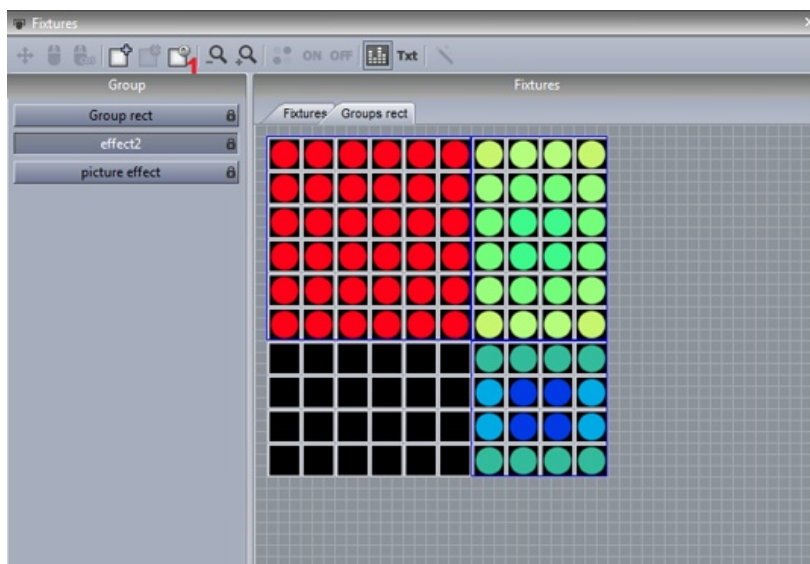 Fixtures
ON OFF Txt
1
Group
Fixtures
Group rect
effect2
picture effect
Fixtures
Groups rect